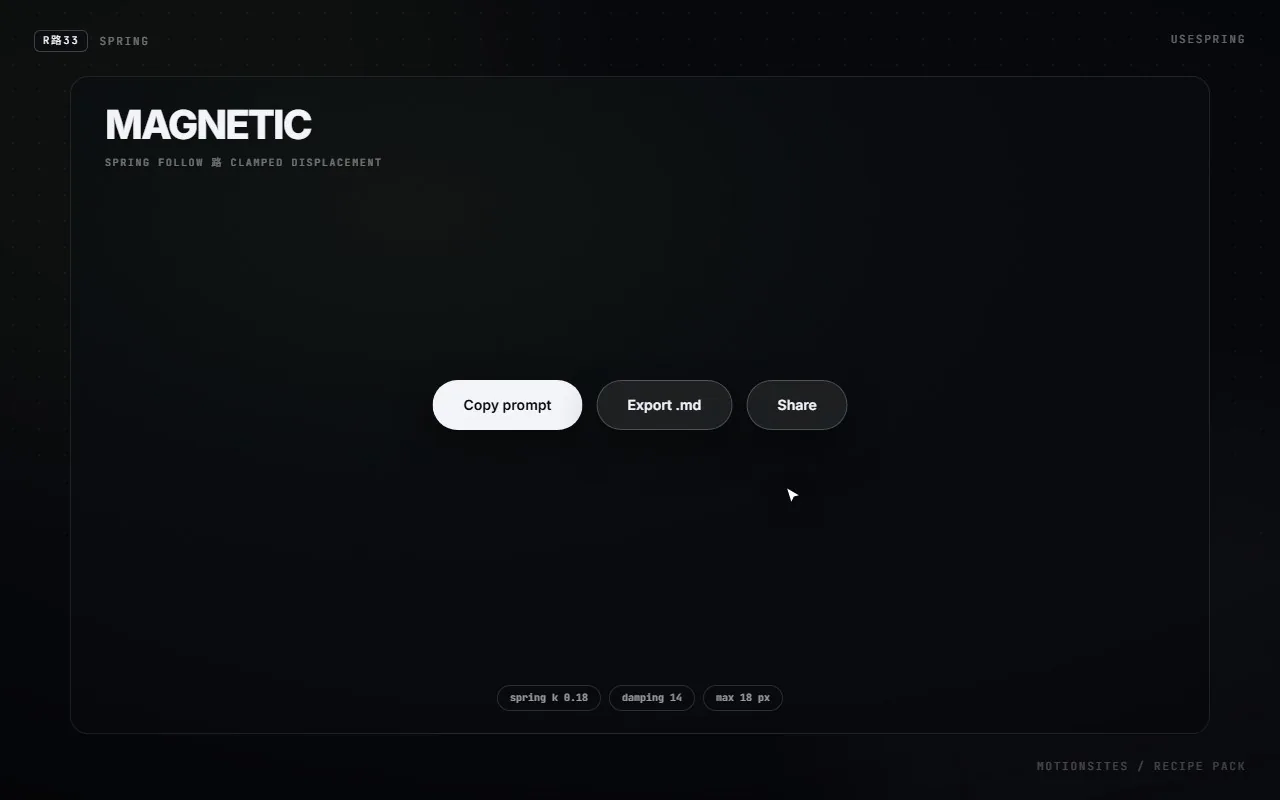 R路33 SPRING
USESPRING
MAGNETIC
SPRING FOLLOW 路 CLAMPED DISPLACEMENT
Copy prompt
Export .md
Share
spring k 0.18
damping 14
max 18 px
MOTIONSITES / RECIPE PACK